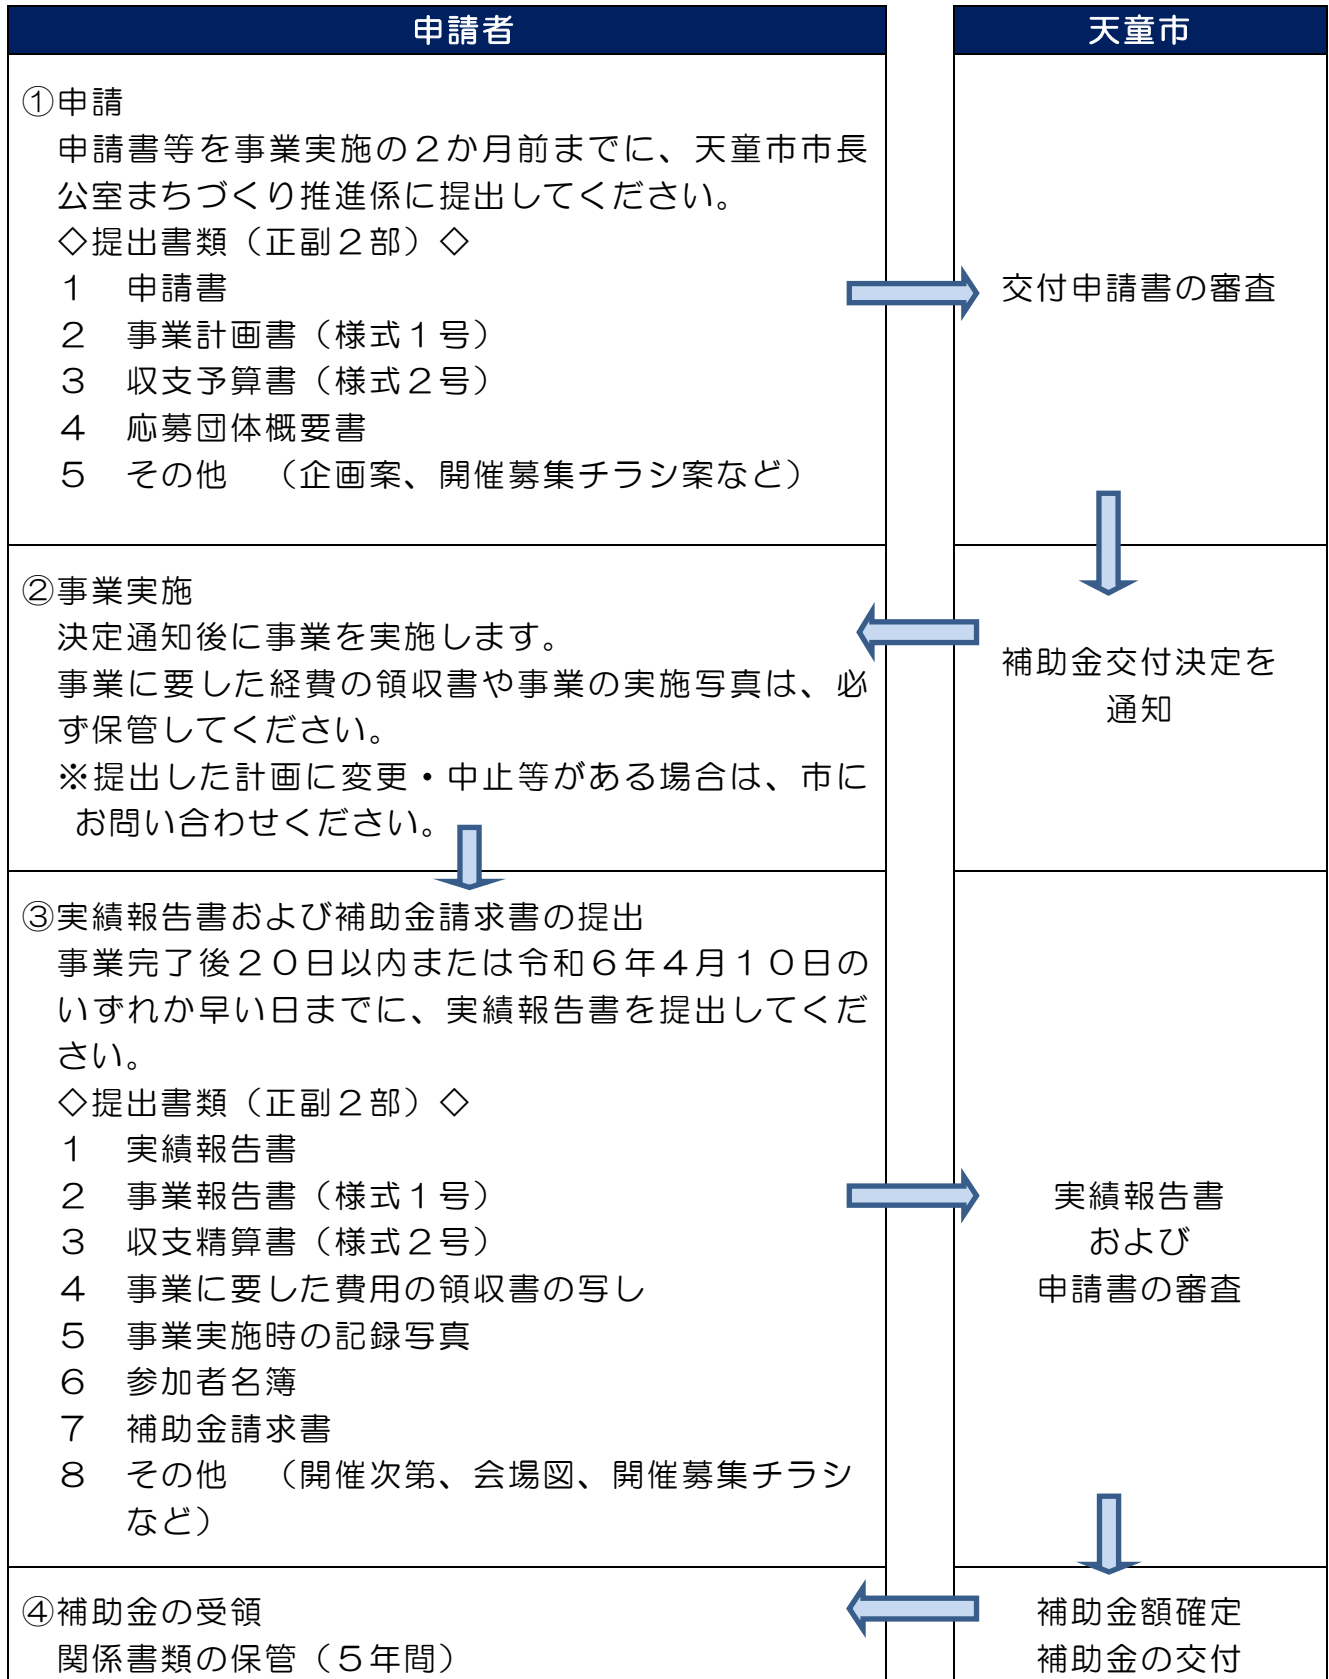 申請者
①申請
申請書等を事業実施の２か月前までに、天童市市長
公室まちづくり推進係に提出してください。
◇提出書類（正副２部）◇
１　申請書
２　事業計画書（様式１号）
３　収支予算書（様式２号）
４　応募団体概要書
５　その他　（企画案、開催募集チラシ案など）
②事業実施
決定通知後に事業を実施します。
事業に要した経費の領収書や事業の実施写真は、必
ず保管してください。
※提出した計画に変更・中止等がある場合は、市に
お問い合わせください。
③実績報告書および補助金請求書の提出
事業完了後２０日以内または令和６年４月１０日の
いずれか早い日までに、実績報告書を提出してくだ
さい。
◇提出書類（正副２部）◇
１　実績報告書
２　事業報告書（様式１号）
３　収支精算書（様式２号）
４　事業に要した費用の領収書の写し
５　事業実施時の記録写真
６　参加者名簿
７　補助金請求書
８　その他　（開催次第、会場図、開催募集チラシ
など）
④補助金の受領
関係書類の保管（５年間）
天童市
交付申請書の審査
補助金交付決定を
通知
実績報告書
および
申請書の審査
補助金額確定
補助金の交付